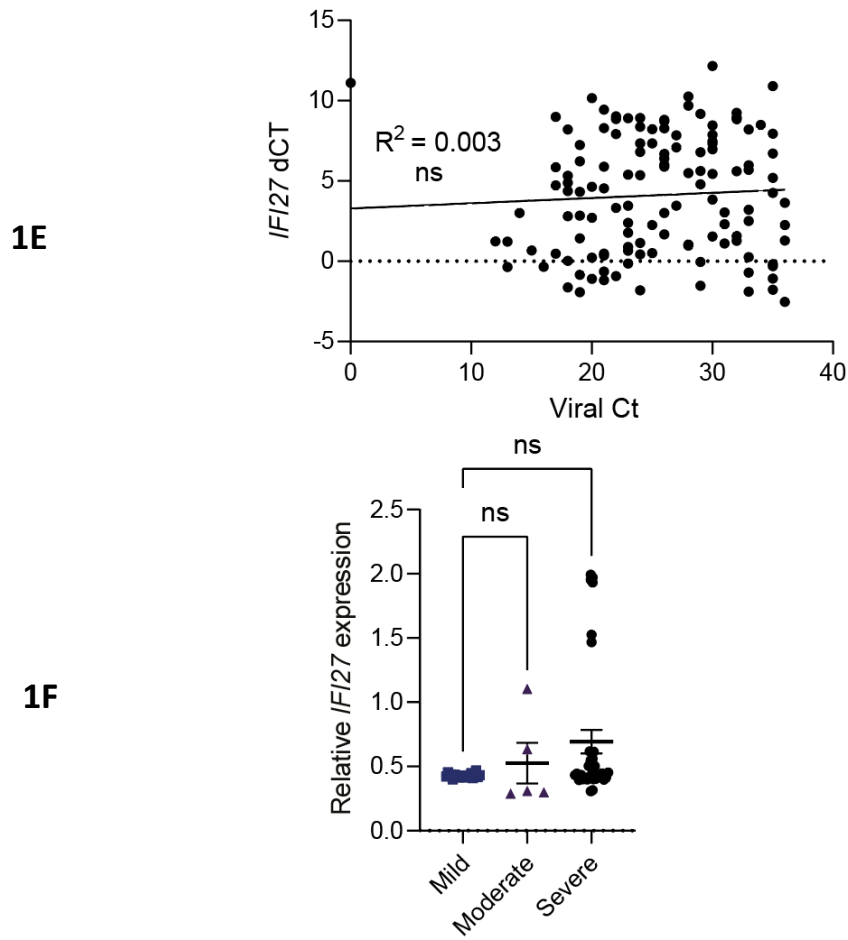 1E
IFI27 dCT
15
10
5
0
-5
R² = 0.003
ns
0
10
20
30
40
Viral Ct
1F
Relative IFI27 expression
2.5
2.0
1.5
1.0
0.5
0.0
ns
ns
Mild
Moderate
Severe